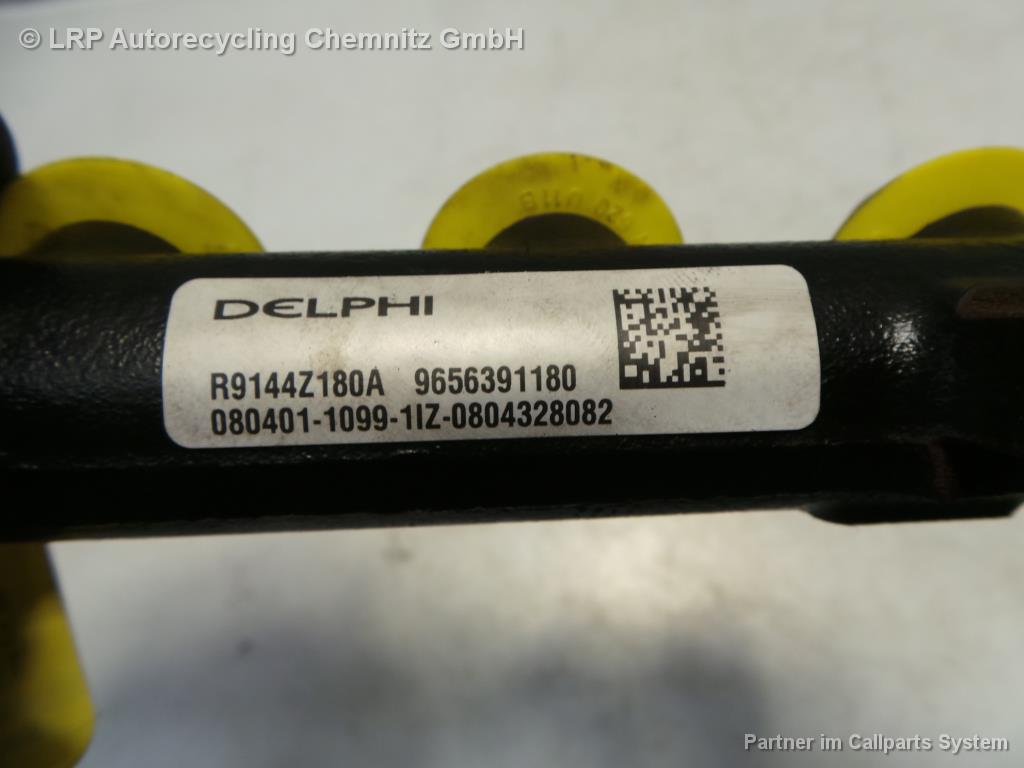 © LRP Autorecycling Chemnitz GmbH
DELPHI
R9144Z180A 9656391180
080401-1099-1IZ-0804328082
Partner im Callparts System